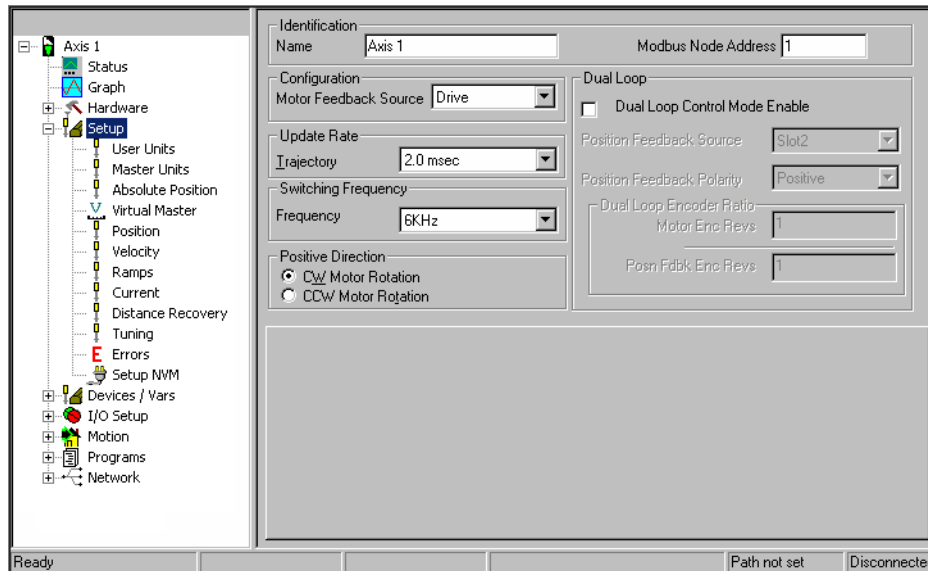 Axis 1
Status
Graph
Hardware
Setup
User Units
Master Units
Absolute Position
Virtual Master
Position
Velocity
Ramps
Current
Distance Recovery
Tuning
E Errors
Setup NVM
Devices / Vars
I/O Setup
Motion
Programs
Network
Identification
Name Axis 1 Modbus Node Address 1
Configuration
Motor Feedback Source Drive
Update Rate
Trajectory 2.0 msec
Switching Frequency
Frequency 6KHz
Positive Direction
CW Motor Rotation
CCW Motor Rotation
Dual Loop
Dual Loop Control Mode Enable
Position Feedback Source Slot2
Position Feedback Polarity Positive
Dual Loop Encoder Ratio
Motor Enc Revs 1
Posn Fdbk Enc Revs 1
Ready Path not set Disconnecte